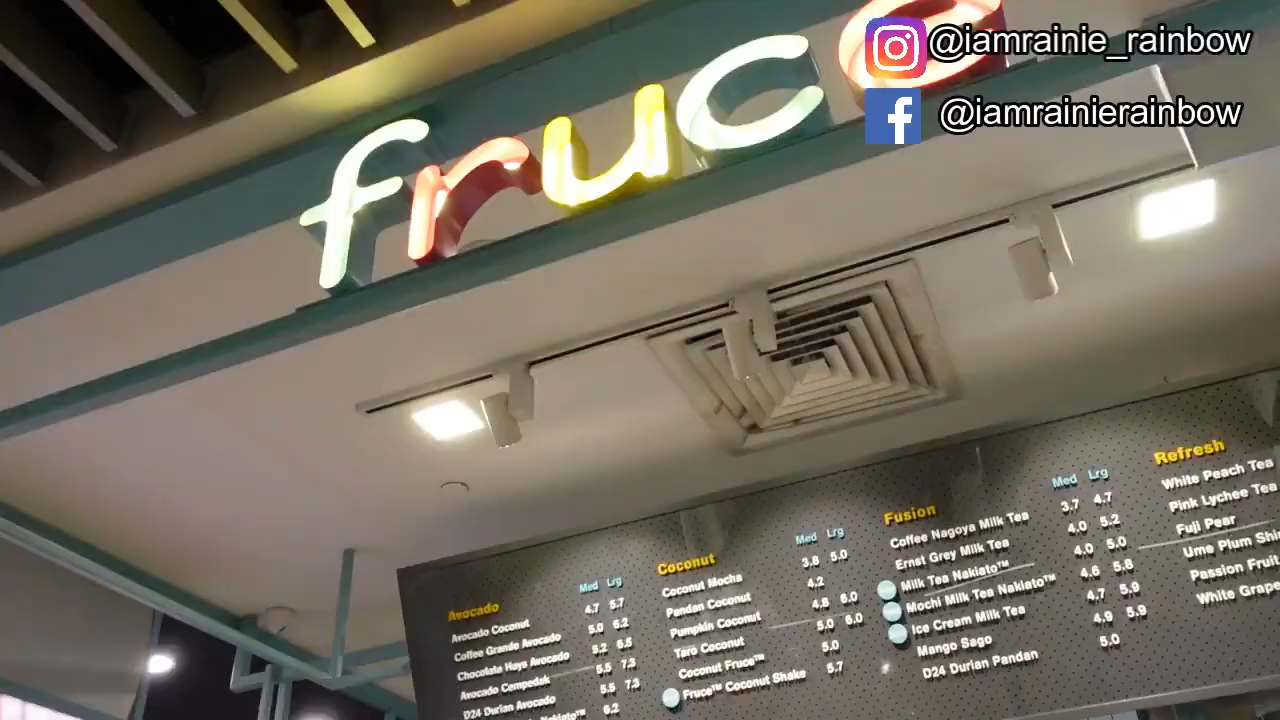 fruce
@iamrainie_rainbow
@iamrainierainbow
Avocado Med Lrg
Avocado Coconut 4.7 5.7
Coffee Grande Avocado 5.0 6.2
Chocolate Hays Avocado 5.2 6.5
Avocado Cempedak 5.5 7.3
D24 Durian Avocado 5.5 7.3
6.2
Coconut Med Lrg
Coconut Mocha 3.8 5.0
Pandan Coconut 4.2
Pumpkin Coconut 4.8 6.0
Taro Coconut 5.0 6.0
Coconut Fruce™ 5.0
Fruce™ Coconut Shake 5.7
Fusion Med Lrg
Coffee Nagoya Milk Tea 3.7 4.7
Ernst Grey Milk Tea 4.0 5.2
Milk Tea Nakiato™ 4.0 5.0
Mochi Milk Tea Nakiato™ 4.6 5.8
Ice Cream Milk Tea 4.7 5.9
Mango Sago 4.9 5.9
D24 Durian Pandan 5.0
Refresh
White Peach Tea
Pink Lychee Tea
Fuji Pear
Ume Plum Shi
Passion Fruit
White Grape